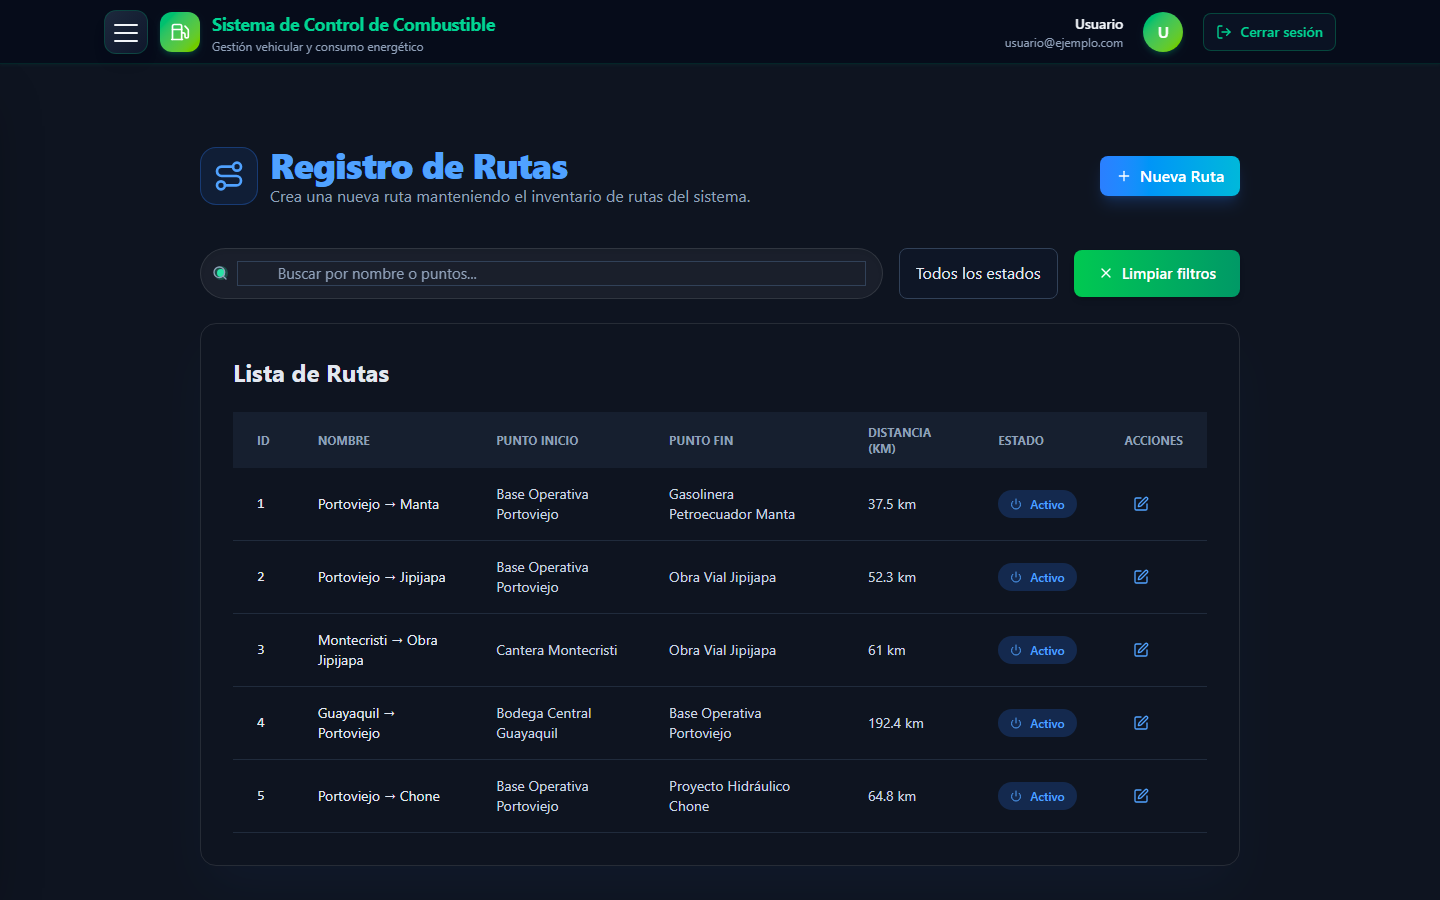 Sistema de Control de Combustible
Gestión vehicular y consumo energético
Usuario
usuario@ejemplo.com
U
Cerrar sesión
Registro de Rutas
Crea una nueva ruta manteniendo el inventario de rutas del sistema.
+ Nueva Ruta
Buscar por nombre o puntos...
Todos los estados
× Limpiar filtros
Lista de Rutas
ID NOMBRE PUNTO INICIO PUNTO FIN DISTANCIA (KM) ESTADO ACCIONES
1 Portoviejo → Manta Base Operativa Portoviejo Gasolinera Petroecuador Manta 37.5 km Activo
2 Portoviejo → Jipijapa Base Operativa Portoviejo Obra Vial Jipijapa 52.3 km Activo
3 Montecristi → Obra Jipijapa Cantera Montecristi Obra Vial Jipijapa 61 km Activo
4 Guayaquil → Portoviejo Bodega Central Guayaquil Base Operativa Portoviejo 192.4 km Activo
5 Portoviejo → Chone Base Operativa Portoviejo Proyecto Hidráulico Chone 64.8 km Activo